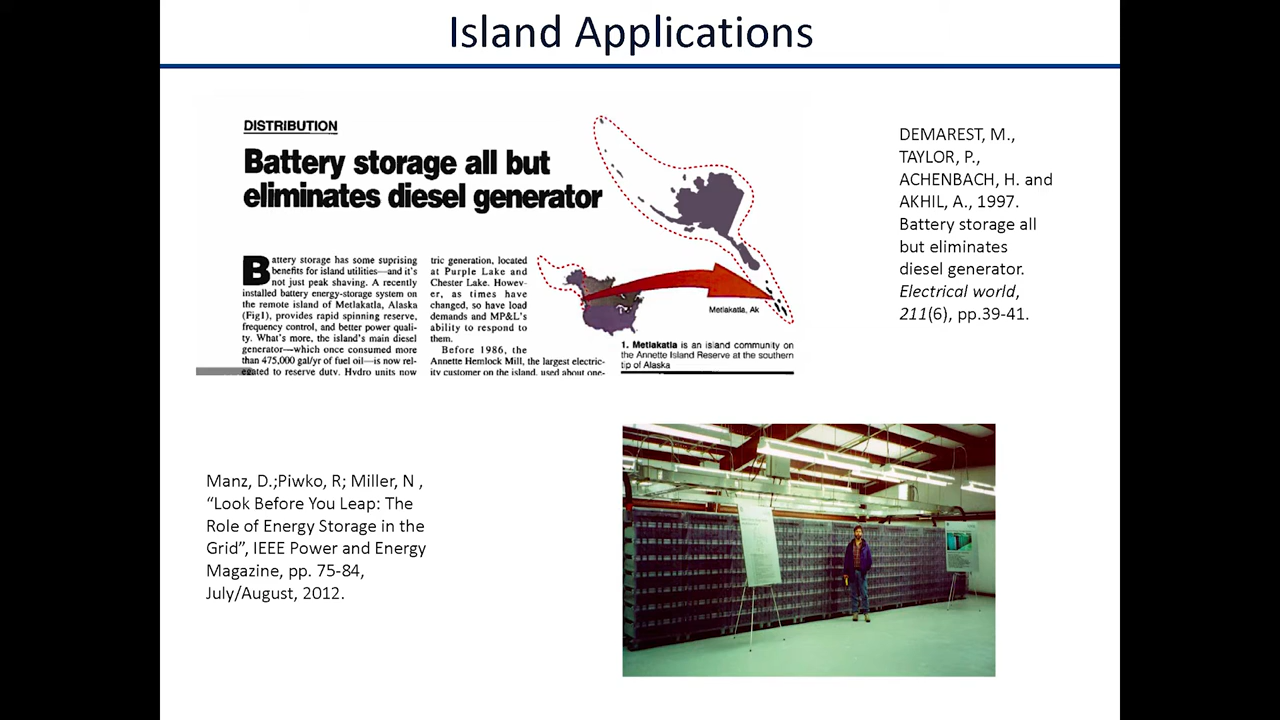 Island Applications
DISTRIBUTION
Battery storage all but
eliminates diesel generator
Battery storage has some suprising
benefits for island utilities—and it's
not just peak shaving. A recently
installed battery energy-storage system on
the remote island of Metlakatla, Alaska
(Fig1), provides rapid spinning reserve,
frequency control, and better power quali-
ty. What's more, the island's main diesel
generator—which once consumed more
than 475,000 gal/yr of fuel oil—is now rel-
egated to reserve duty. Hydro units now
tric generation, located
at Purple Lake and
Chester Lake. Howev-
er, as times have
changed, so have load
demands and MP&L's
ability to respond to
them.
Before 1986, the
Annette Hemlock Mill, the largest electric-
ity customer on the island, used about one-
Metlakatla, Ak
1. Metlakatla is an island community on
the Annette Island Reserve at the southern
tip of Alaska
DEMAREST, M.,
TAYLOR, P.,
ACHENBACH, H. and
AKHIL, A., 1997.
Battery storage all
but eliminates
diesel generator.
Electrical world,
211(6), pp.39-41.
Manz, D.;Piwko, R; Miller, N ,
“Look Before You Leap: The
Role of Energy Storage in the
Grid”, IEEE Power and Energy
Magazine, pp. 75-84,
July/August, 2012.